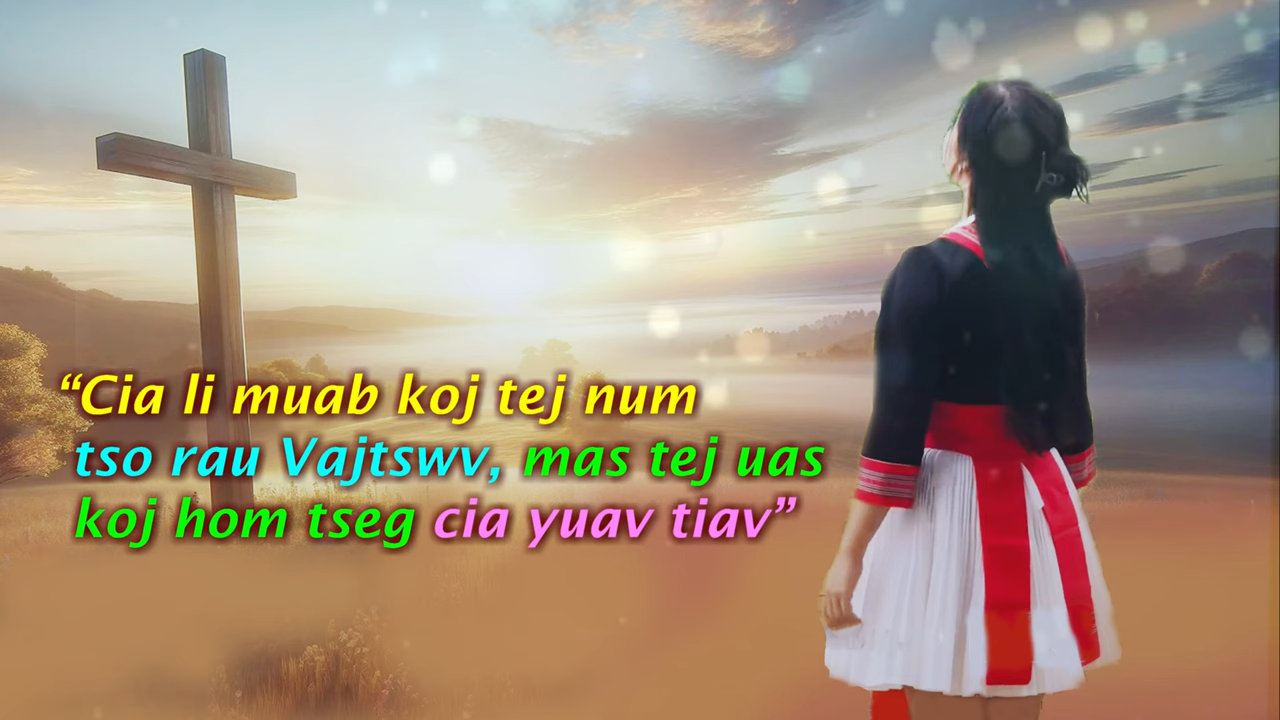 “Cia li muab koj tej num
tso rau Vajtswv, mas tej uas
koj hom tseg cia yuav tiav”